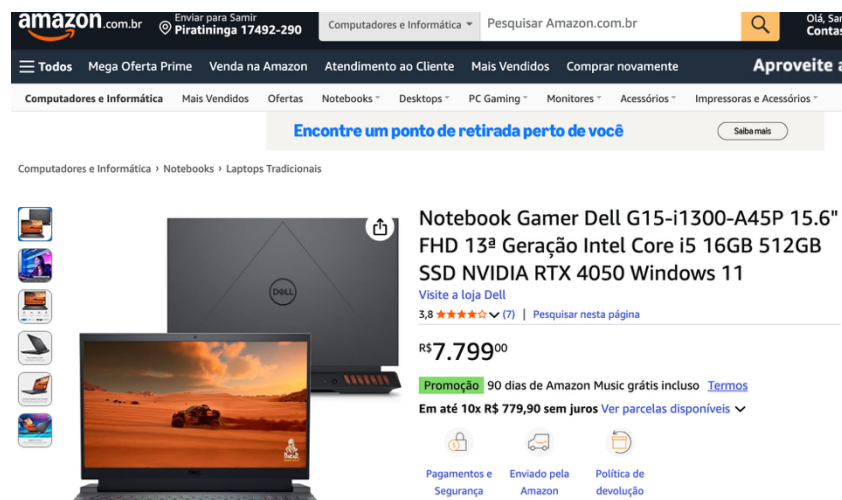 amazon.com.br
Enviar para Samir
Piratininga 17492-290
Computadores e Informática
Pesquisar Amazon.com.br
Olá, Sar
Contas
Todos Mega Oferta Prime Venda na Amazon Atendimento ao Cliente Mais Vendidos Comprar novamente Aproveite a
Computadores e Informática Mais Vendidos Ofertas Notebooks Desktops PC Gaming Monitores Acessórios Impressoras e Acessórios
Encontre um ponto de retirada perto de você Saiba mais
Computadores e Informática › Notebooks › Laptops Tradicionais
Notebook Gamer Dell G15-i1300-A45P 15.6"
FHD 13ª Geração Intel Core i5 16GB 512GB
SSD NVIDIA RTX 4050 Windows 11
Visite a loja Dell
3,8 (7) | Pesquisar nesta página
R$7.79900
Promoção 90 dias de Amazon Music grátis incluso Termos
Em até 10x R$ 779,90 sem juros Ver parcelas disponíveis
Pagamentos e
Segurança
Enviado pela
Amazon
Política de
devolução
DELL
DAKAR
DELL